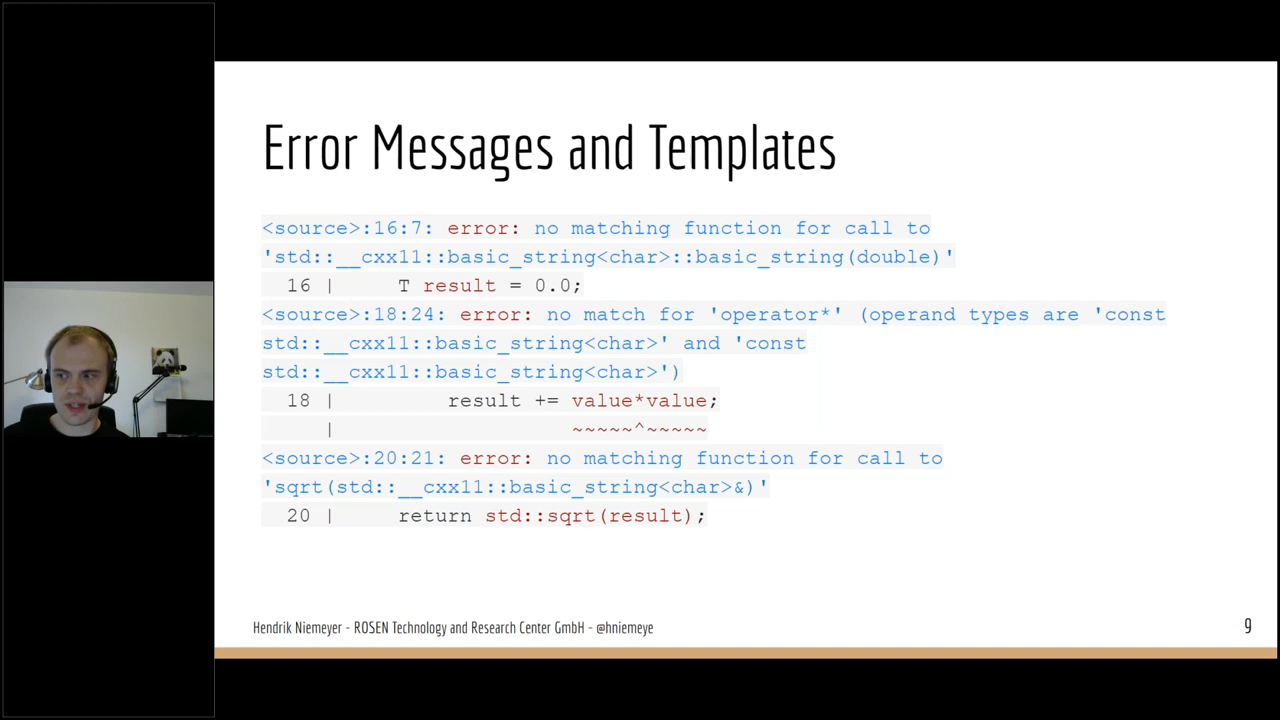 Error Messages and Templates
<source>:16:7: error: no matching function for call to
'std::__cxx11::basic_string<char>::basic_string(double)'
16 | T result = 0.0;
<source>:18:24: error: no match for 'operator*' (operand types are 'const
std::__cxx11::basic_string<char>' and 'const
std::__cxx11::basic_string<char>')
18 | result += value*value;
| ~~~~~^~~~~~
<source>:20:21: error: no matching function for call to
'sqrt(std::__cxx11::basic_string<char>&)'
20 | return std::sqrt(result);
Hendrik Niemeyer - ROSEN Technology and Research Center GmbH - @hniemeye
9